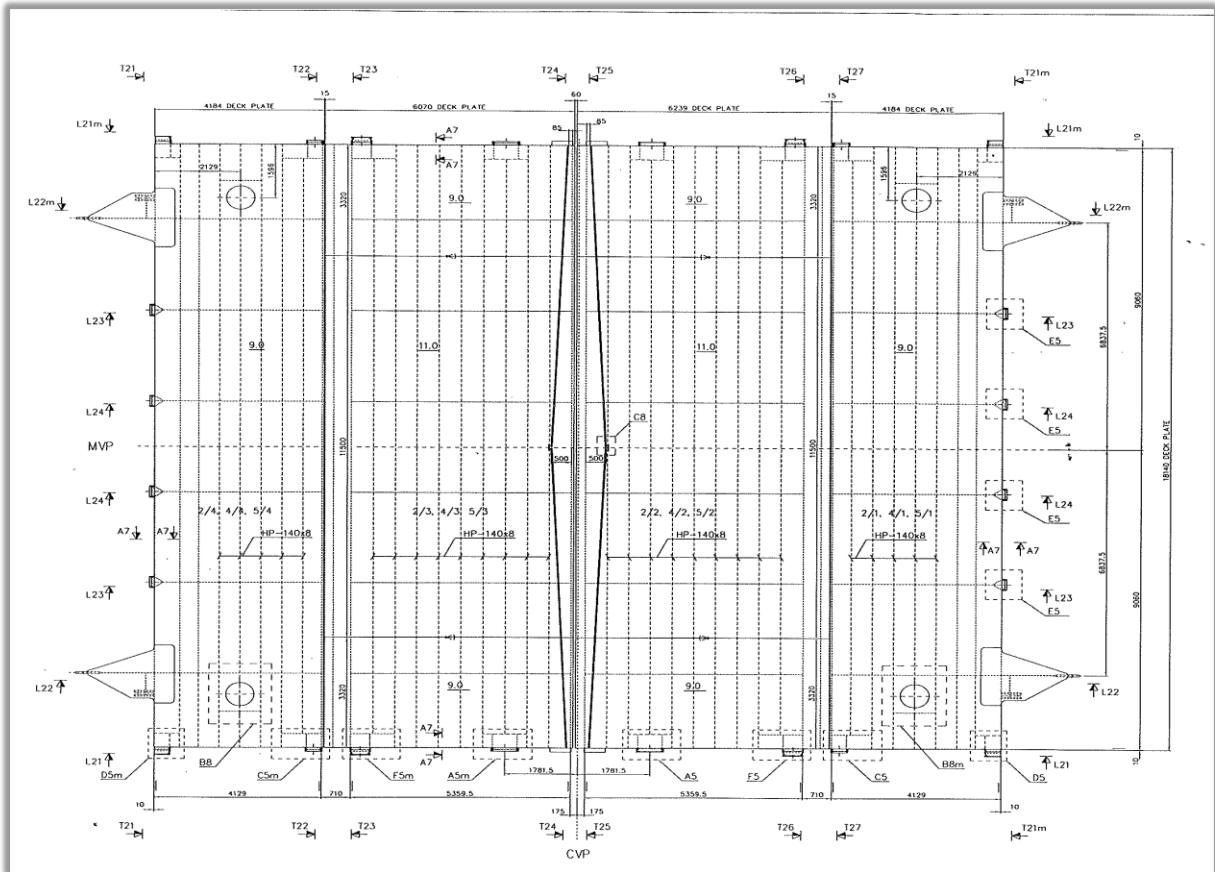 T21 T22 T23 T24 T25 T26 T27 T21m
15 60 15
4184 DECK PLATE 6070 DECK PLATE 6239 DECK PLATE 4184 DECK PLATE
85 85
L21m A7 L21m 10
A7
2129 1596 3320 9.0 9.0 3320 1596 2129
L22m L22m
9060
L23 L23
E5
6837.5
9.0 11.0 11.0 9.0
L24 L24
C8 E5
MVP 500 500
11500 11500 18140 DECK PLATE
L24 L24
2/4, 4/4, 5/4 2/3, 4/3 5/3 2/2, 4/2, 5/2 2/1, 4/1, 5/1
E5
A7 A7 HP-140x8 HP-140x8 HP-140x8 HP-140x8 A7 A7
6837.5
L23 L23
E5
9060
L22 3320 9.0 9.0 3320 L22
A7
L21 A7 L21
D5m B8 C5m F5m A5m 1781.5 1781.5 A5 F5 C5 B8m D5
10
4129 710 5359.5 5359.5 710 4129
10 175 175 10
T21 T22 T23 T24 T25 T26 T27 T21m
CVP